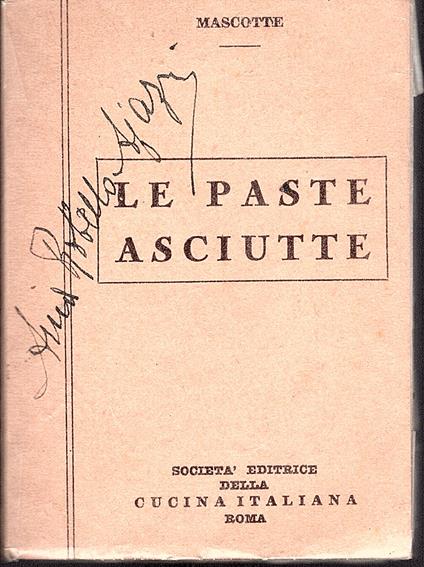 MASCOTTE
LE PASTE
ASCIUTTE
SOCIETA' EDITRICE
DELLA
CUCINA ITALIANA
ROMA